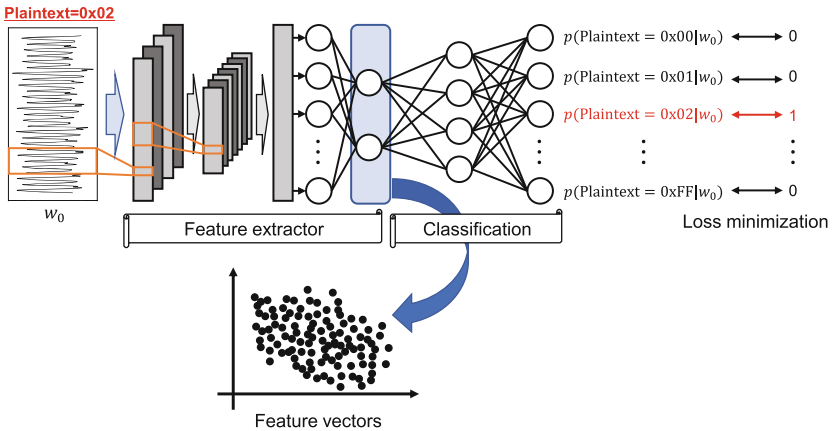 Plaintext=0x02
p(Plaintext = 0x00|w₀) 0
p(Plaintext = 0x01|w₀) 0
p(Plaintext = 0x02|w₀) 1
p(Plaintext = 0xFF|w₀) 0
w₀
Feature extractor
Classification
Loss minimization
Feature vectors